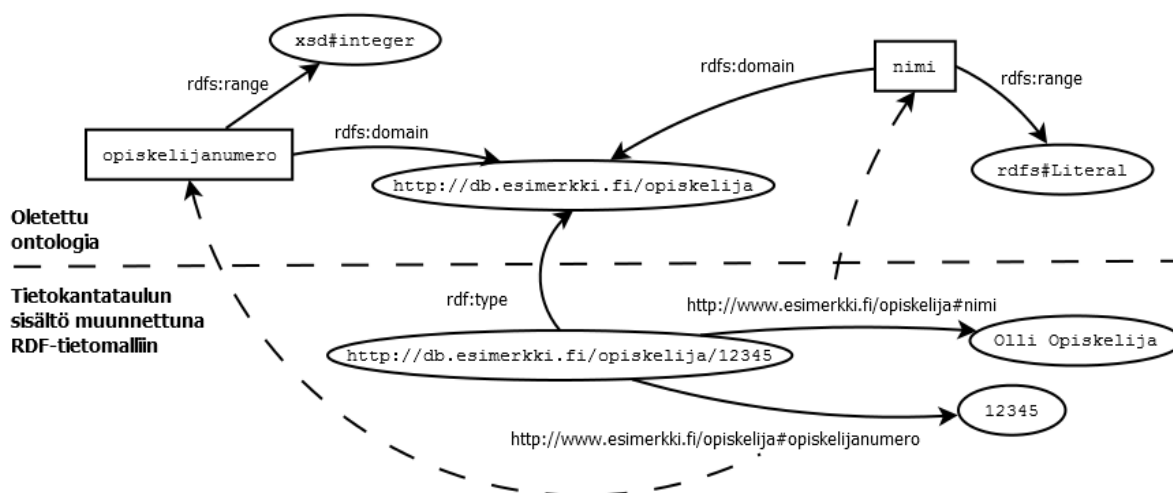 xsd#integer
rdfs:range
rdfs:domain
nimi
rdfs:range
opiskelijanumero
rdfs:domain
http://db.esimerkki.fi/opiskelija
rdfs#Literal
Oletettu
ontologia
Tietokantataulun
sisältö muunnettuna
RDF-tietomalliin
rdf:type
http://www.esimerkki.fi/opiskelija#nimi
http://db.esimerkki.fi/opiskelija/12345
Olli Opiskelija
12345
http://www.esimerkki.fi/opiskelija#opiskelijanumero